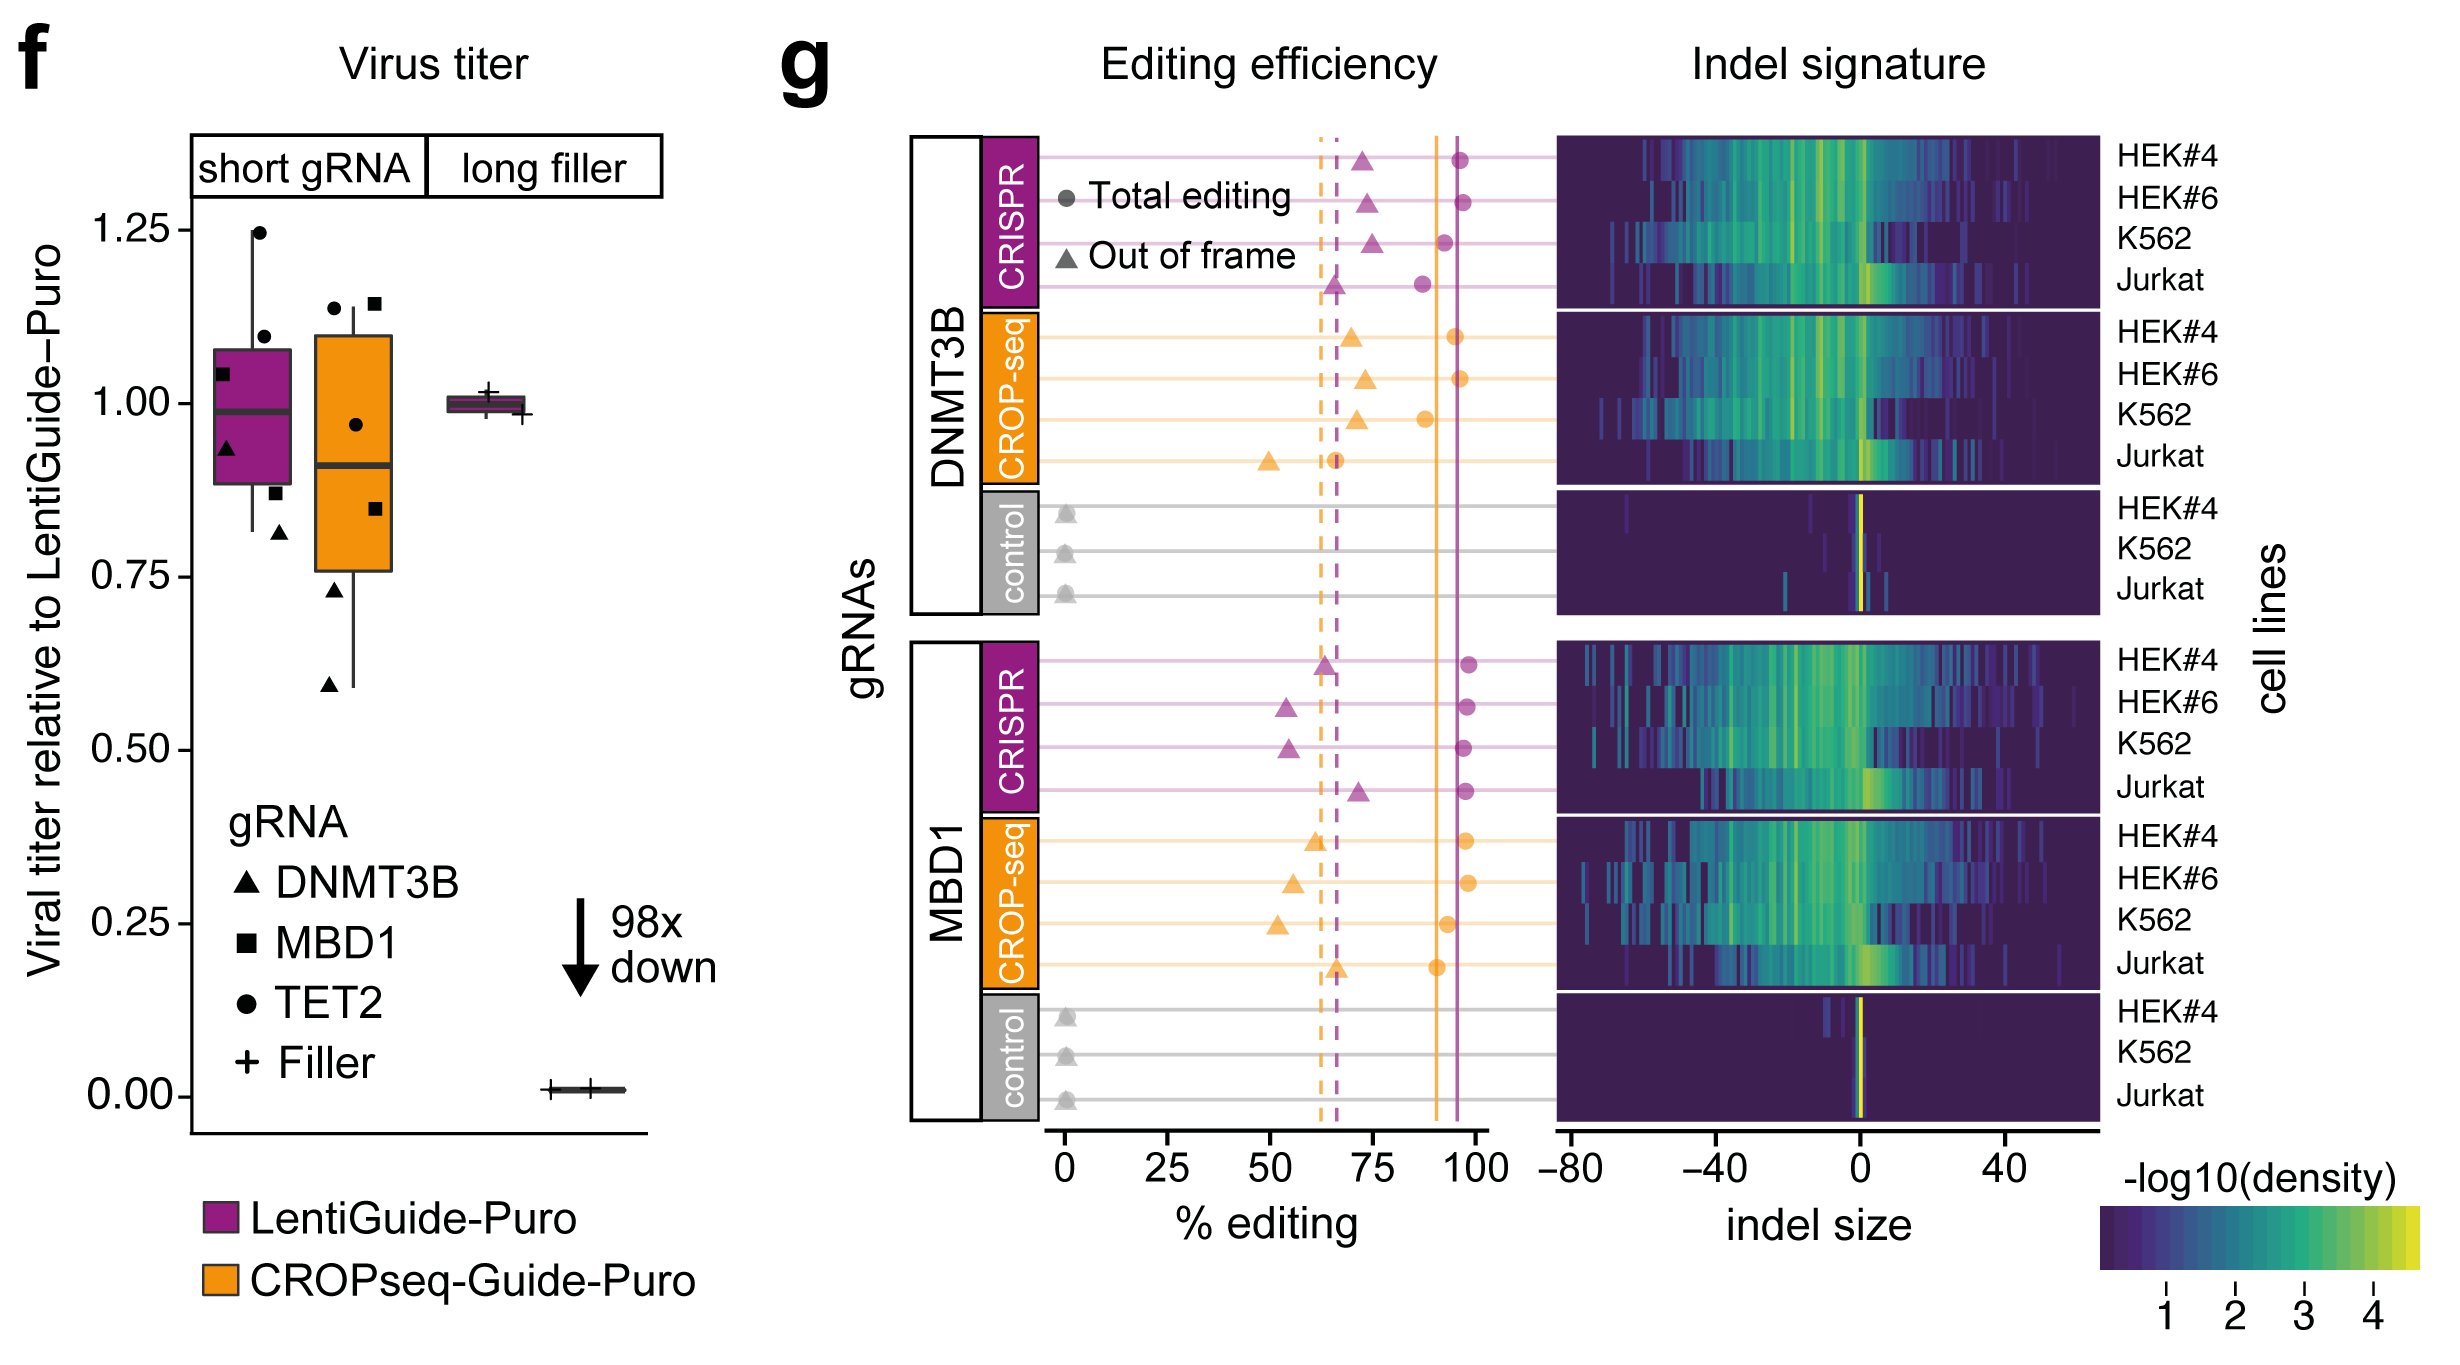 f
Virus titer
short gRNA
long filler
Viral titer relative to LentiGuide−Puro
1.25
1.00
0.75
0.50
0.25
0.00
gRNA
DNMT3B
MBD1
TET2
Filler
98x
down
LentiGuide-Puro
CROPseq-Guide-Puro
g
Editing efficiency
Indel signature
gRNAs
DNMT3B
CRISPR
CROP-seq
control
MBD1
CRISPR
CROP-seq
control
Total editing
Out of frame
HEK#4
HEK#6
K562
Jurkat
HEK#4
HEK#6
K562
Jurkat
HEK#4
K562
Jurkat
HEK#4
HEK#6
K562
Jurkat
HEK#4
HEK#6
K562
Jurkat
HEK#4
K562
Jurkat
cell lines
0 25 50 75 100
% editing
−80 −40 0 40
indel size
-log10(density)
1 2 3 4